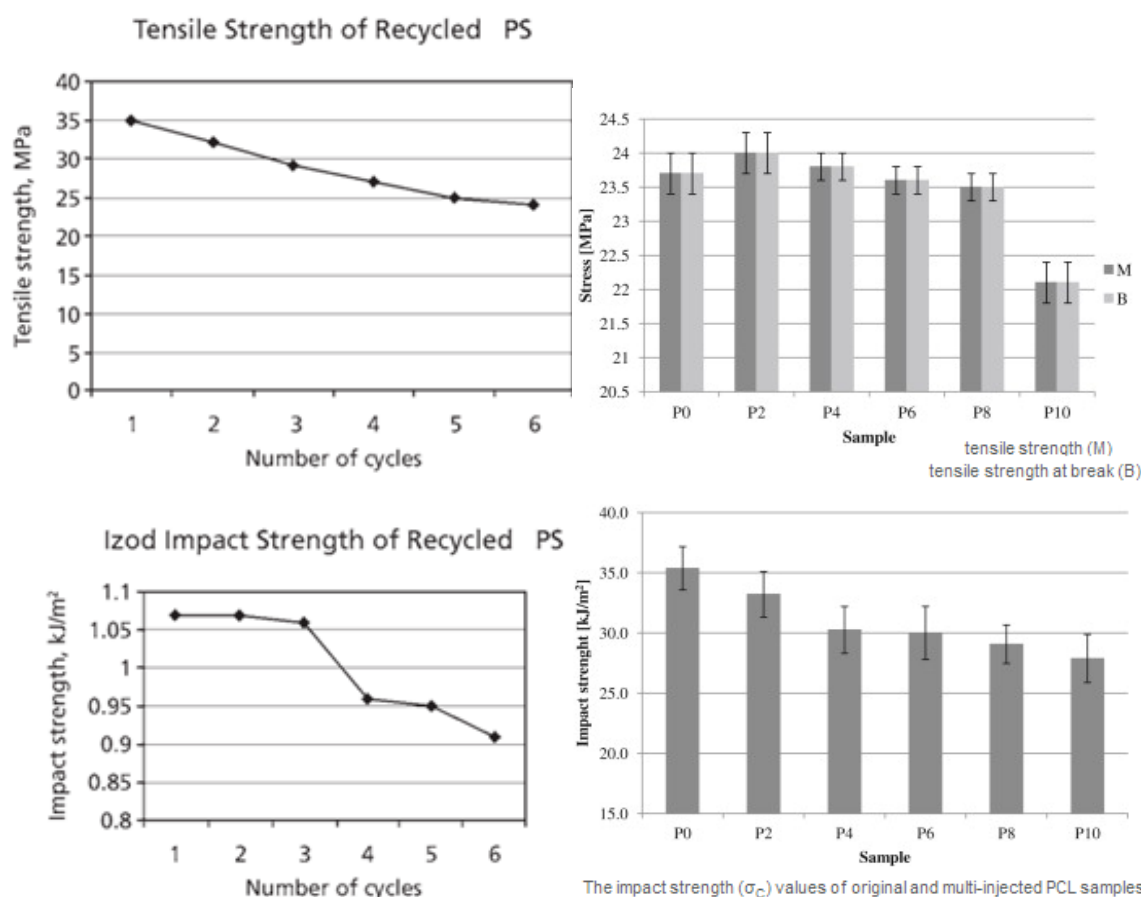 Tensile Strength of Recycled PS
Tensile strength, MPa
40
35
30
25
20
15
10
5
0
1 2 3 4 5 6
Number of cycles
Stress [MPa]
24.5
24
23.5
23
22.5
22
21.5
21
20.5
P0 P2 P4 P6 P8 P10
Sample
M
B
tensile strength (M)
tensile strength at break (B)
Izod Impact Strength of Recycled PS
Impact strength, kJ/m²
1.1
1.05
1
0.95
0.9
0.85
0.8
1 2 3 4 5 6
Number of cycles
Impact strenght [kJ/m²]
40.0
35.0
30.0
25.0
20.0
15.0
P0 P2 P4 P6 P8 P10
Sample
The impact strength (σC) values of original and multi-injected PCL samples